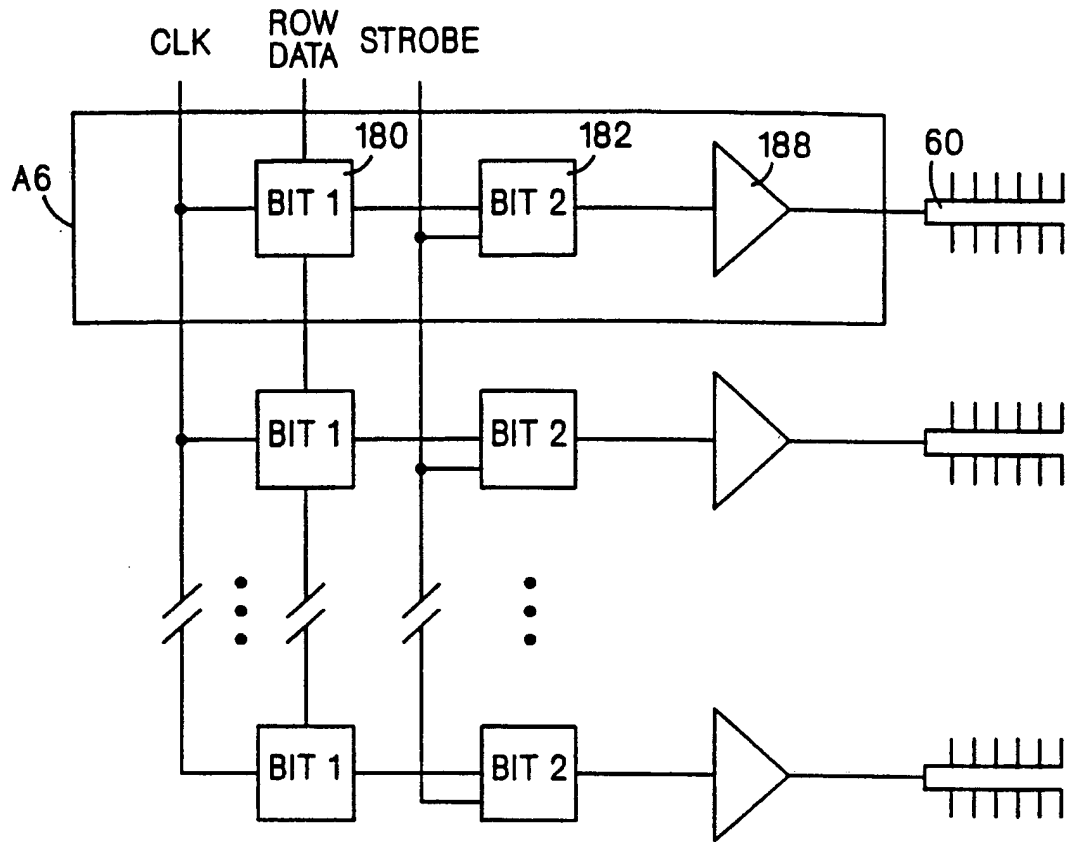 CLK
ROW
DATA
STROBE
A6
180
182
188
60
BIT 1
BIT 2
BIT 1
BIT 2
BIT 1
BIT 2